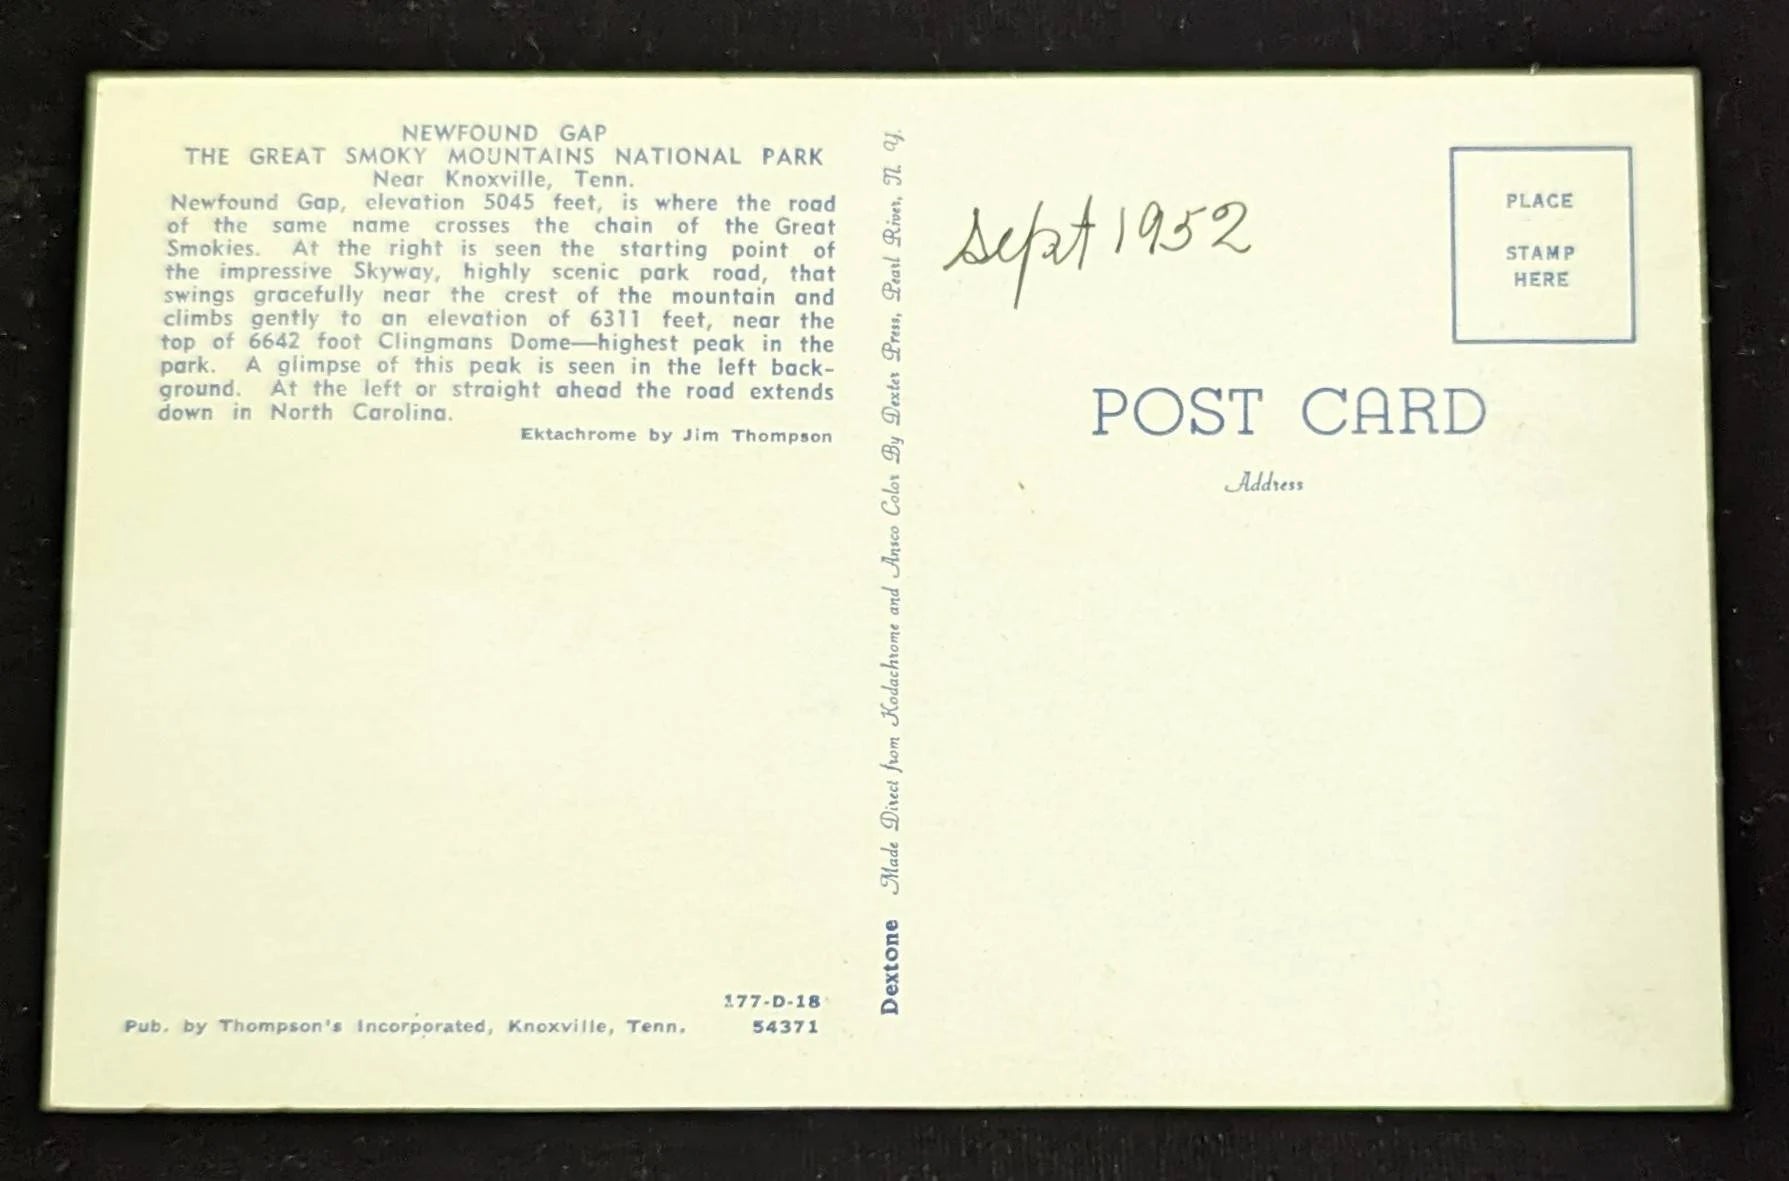 NEWFOUND GAP
THE GREAT SMOKY MOUNTAINS NATIONAL PARK
Near Knoxville, Tenn.
Newfound Gap, elevation 5045 feet, is where the road
of the same name crosses the chain of the Great
Smokies. At the right is seen the starting point of
the impressive Skyway, highly scenic park road, that
swings gracefully near the crest of the mountain and
climbs gently to an elevation of 6311 feet, near the
top of 6642 foot Clingmans Dome—highest peak in the
park. A glimpse of this peak is seen in the left back-
ground. At the left or straight ahead the road extends
down in North Carolina.
Ektachrome by Jim Thompson
177-D-18
Pub. by Thompson's Incorporated, Knoxville, Tenn. 54371
Dextone Made Direct from Kodachrome and Ansco Color By Dexter Press, Pearl River, N. Y.
Sept 1952
PLACE
STAMP
HERE
POST CARD
Address